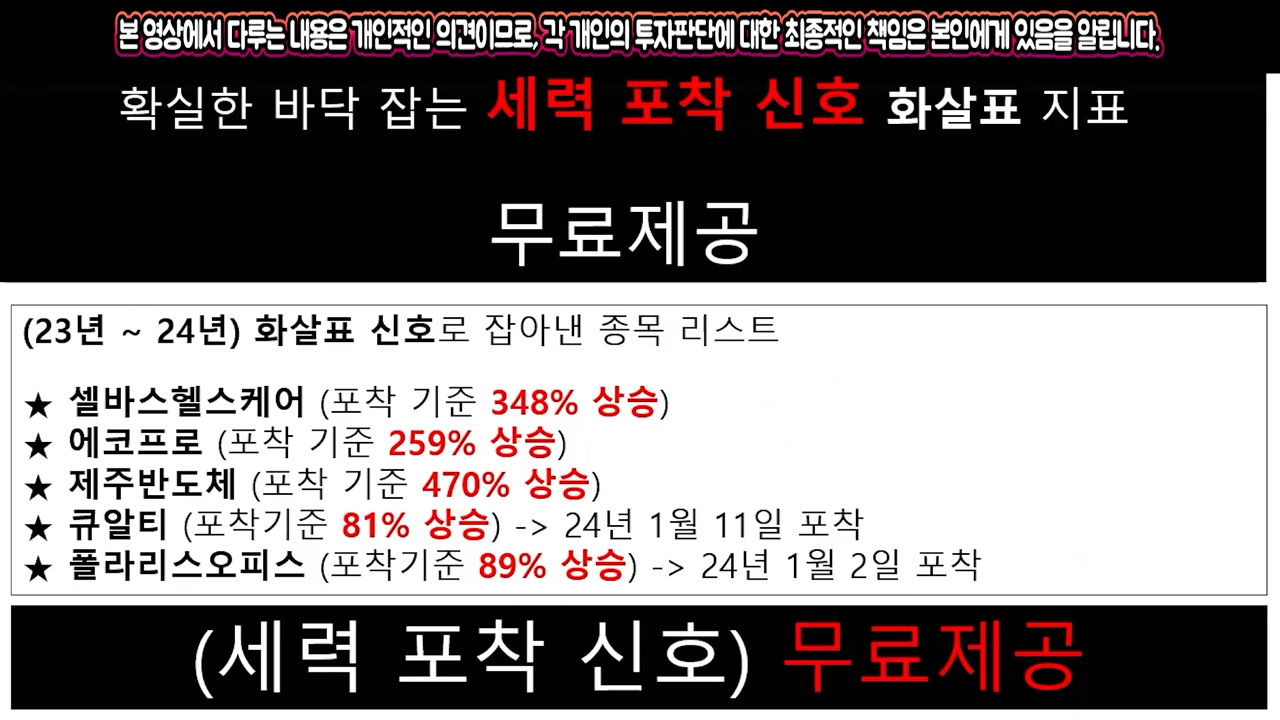 본 영상에서 다루는 내용은 개인적인 의견이므로, 각 개인의 투자판단에 대한 최종적인 책임은 본인에게 있음을 알립니다.
확실한 바닥 잡는 세력 포착 신호 화살표 지표
무료제공
(23년 ~ 24년) 화살표 신호로 잡아낸 종목 리스트
★ 셀바스헬스케어 (포착 기준 348% 상승)
★ 에코프로 (포착 기준 259% 상승)
★ 제주반도체 (포착 기준 470% 상승)
★ 큐알티 (포착기준 81% 상승) -> 24년 1월 11일 포착
★ 폴라리스오피스 (포착기준 89% 상승) -> 24년 1월 2일 포착
(세력 포착 신호) 무료제공